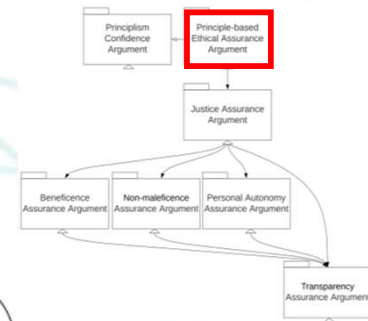 Principlism
Confidence
Argument
Principle-based
Ethical Assurance
Argument
Justice Assurance
Argument
Beneficence
Assurance Argument
Non-maleficence
Assurance Argument
Personal Autonomy
Assurance Argument
Transparency
Assurance Argument